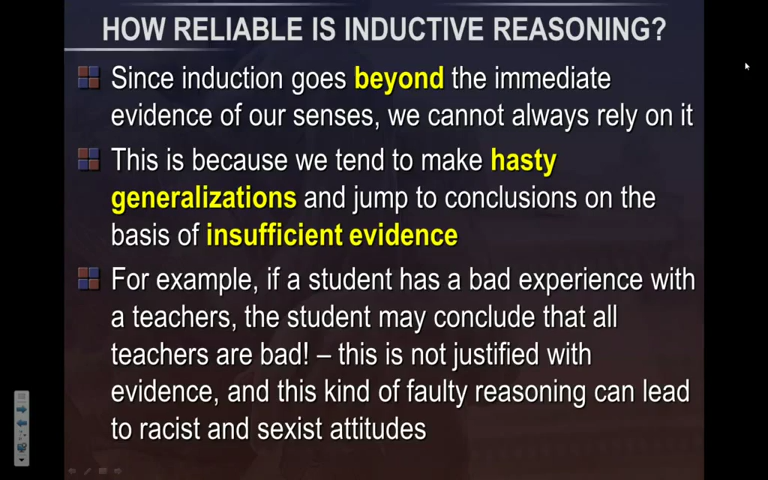 HOW RELIABLE IS INDUCTIVE REASONING?
Since induction goes beyond the immediate
evidence of our senses, we cannot always rely on it
This is because we tend to make hasty
generalizations and jump to conclusions on the
basis of insufficient evidence
For example, if a student has a bad experience with
a teachers, the student may conclude that all
teachers are bad! – this is not justified with
evidence, and this kind of faulty reasoning can lead
to racist and sexist attitudes